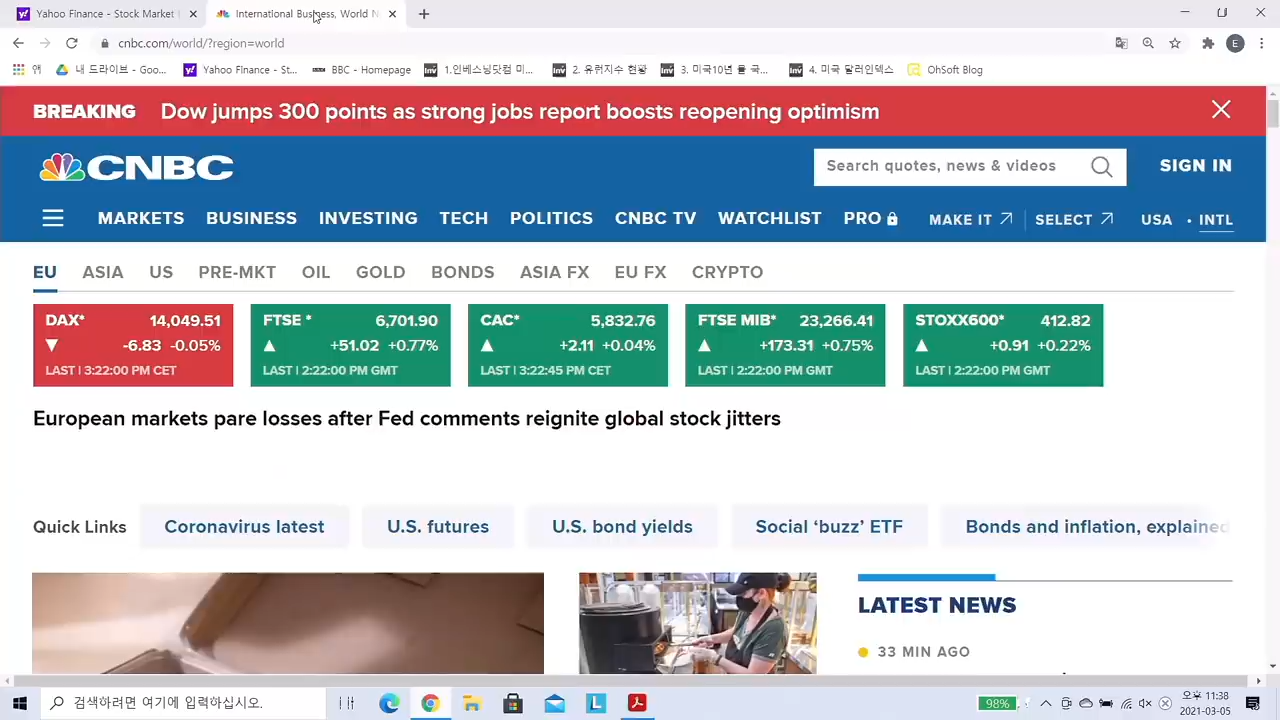 Yahoo Finance - Stock Market
International Business, World N
cnbc.com/world/?region=world
E
앱
내 드라이브 - Goo...
Yahoo FInance - St...
BBC - Homepage
1.인베스닝닷컴 미...
2. 유럽지수 현황
3. 미국10년 물 국...
4. 미국 달러인덱스
OhSoft Blog
BREAKING Dow jumps 300 points as strong jobs report boosts reopening optimism
CNBC
Search quotes, news & videos
SIGN IN
MARKETS BUSINESS INVESTING TECH POLITICS CNBC TV WATCHLIST PRO MAKE IT SELECT USA • INTL
EU ASIA US PRE-MKT OIL GOLD BONDS ASIA FX EU FX CRYPTO
DAX* 14,049.51
▼ -6.83 -0.05%
LAST | 3:22:00 PM CET
FTSE * 6,701.90
▲ +51.02 +0.77%
LAST | 2:22:00 PM GMT
CAC* 5,832.76
▲ +2.11 +0.04%
LAST | 3:22:45 PM CET
FTSE MIB* 23,266.41
▲ +173.31 +0.75%
LAST | 2:22:00 PM GMT
STOXX600* 412.82
▲ +0.91 +0.22%
LAST | 2:22:00 PM GMT
European markets pare losses after Fed comments reignite global stock jitters
Quick Links Coronavirus latest U.S. futures U.S. bond yields Social ‘buzz’ ETF Bonds and inflation, explained
LATEST NEWS
33 MIN AGO
검색하려면 여기에 입력하십시오.
L
98%
오후 11:38
2021-03-05